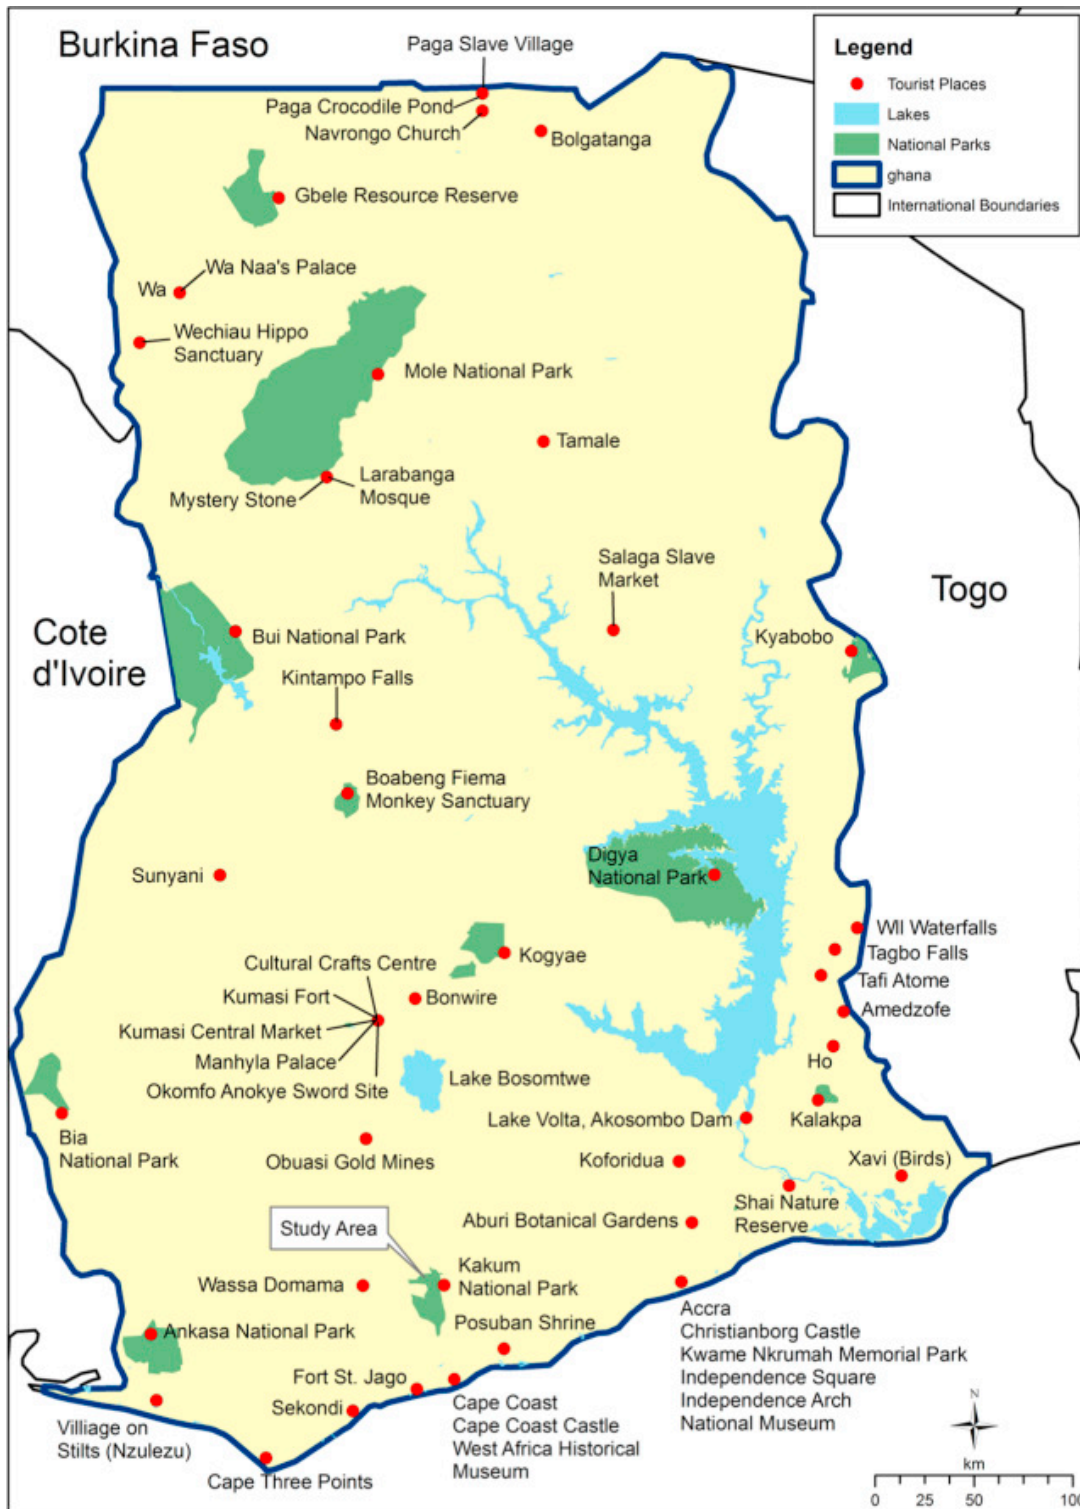 Burkina Faso
Paga Slave Village
Paga Crocodile Pond
Navrongo Church
Bolgatanga
Gbele Resource Reserve
Legend
Tourist Places
Lakes
National Parks
ghana
International Boundaries
Wa Naa's Palace
Wa
Wechiau Hippo
Sanctuary
Mole National Park
Tamale
Larabanga
Mosque
Mystery Stone
Salaga Slave
Market
Togo
Cote
d'Ivoire
Bui National Park
Kyabobo
Kintampo Falls
Boabeng Fiema
Monkey Sanctuary
Sunyani
Digya
National Park
Wll Waterfalls
Tagbo Falls
Tafi Atome
Amedzofe
Ho
Kalakpa
Kogyae
Cultural Crafts Centre
Kumasi Fort
Bonwire
Kumasi Central Market
Manhyla Palace
Okomfo Anokye Sword Site
Lake Bosomtwe
Lake Volta, Akosombo Dam
Bia
National Park
Obuasi Gold Mines
Koforidua
Xavi (Birds)
Shai Nature
Reserve
Aburi Botanical Gardens
Study Area
Wassa Domama
Kakum
National Park
Posuban Shrine
Ankasa National Park
Accra
Christianborg Castle
Kwame Nkrumah Memorial Park
Independence Square
Independence Arch
National Museum
Fort St. Jago
Sekondi
Cape Coast
Cape Coast Castle
West Africa Historical
Museum
Villiage on
Stilts (Nzulezu)
Cape Three Points
N
km
0 25 50 100